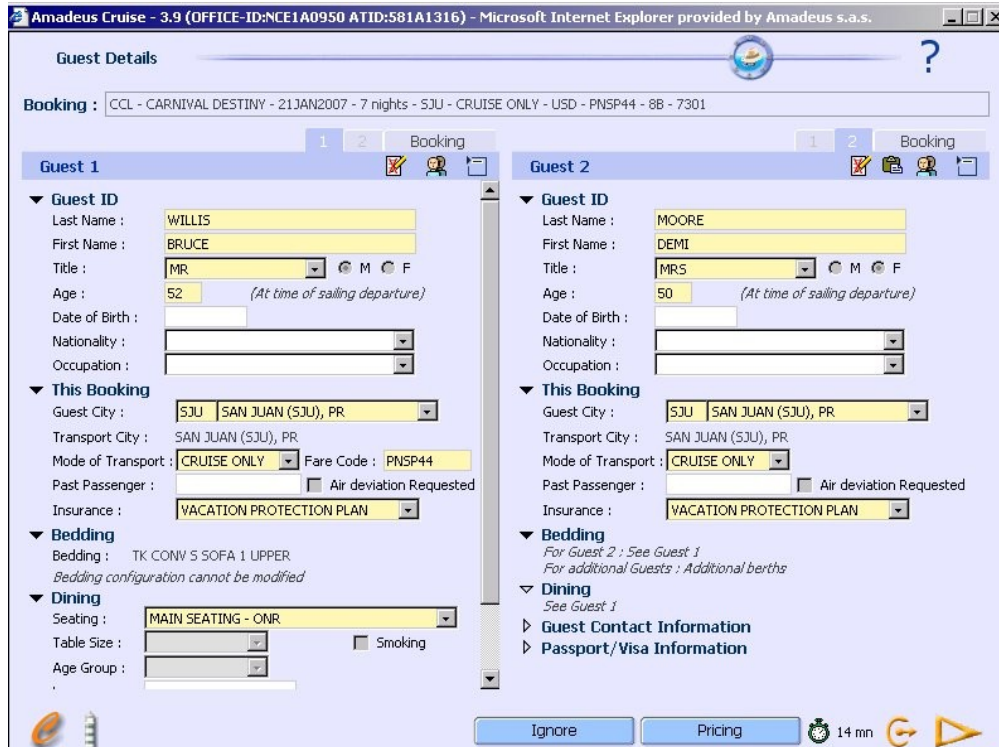 Amadeus Cruise - 3.9 (OFFICE-ID:NCE1A0950 ATID:581A1316) - Microsoft Internet Explorer provided by Amadeus s.a.s.
Guest Details
?
Booking : CCL - CARNIVAL DESTINY - 21JAN2007 - 7 nights - SJU - CRUISE ONLY - USD - PNSP44 - 8B - 7301
1 2 Booking
Guest 1
Guest ID
Last Name : WILLIS
First Name : BRUCE
Title : MR M F
Age : 52 (At time of sailing departure)
Date of Birth :
Nationality :
Occupation :
This Booking
Guest City : SJU SAN JUAN (SJU), PR
Transport City : SAN JUAN (SJU), PR
Mode of Transport : CRUISE ONLY Fare Code : PNSP44
Past Passenger : Air deviation Requested
Insurance : VACATION PROTECTION PLAN
Bedding
Bedding : TK CONV S SOFA 1 UPPER
Bedding configuration cannot be modified
Dining
Seating : MAIN SEATING - ONR
Table Size : Smoking
Age Group :
1 2 Booking
Guest 2
Guest ID
Last Name : MOORE
First Name : DEMI
Title : MRS M F
Age : 50 (At time of sailing departure)
Date of Birth :
Nationality :
Occupation :
This Booking
Guest City : SJU SAN JUAN (SJU), PR
Transport City : SAN JUAN (SJU), PR
Mode of Transport : CRUISE ONLY
Past Passenger : Air deviation Requested
Insurance : VACATION PROTECTION PLAN
Bedding
For Guest 2 : See Guest 1
For additional Guests : Additional berths
Dining
See Guest 1
Guest Contact Information
Passport/Visa Information
Ignore Pricing 14 mn